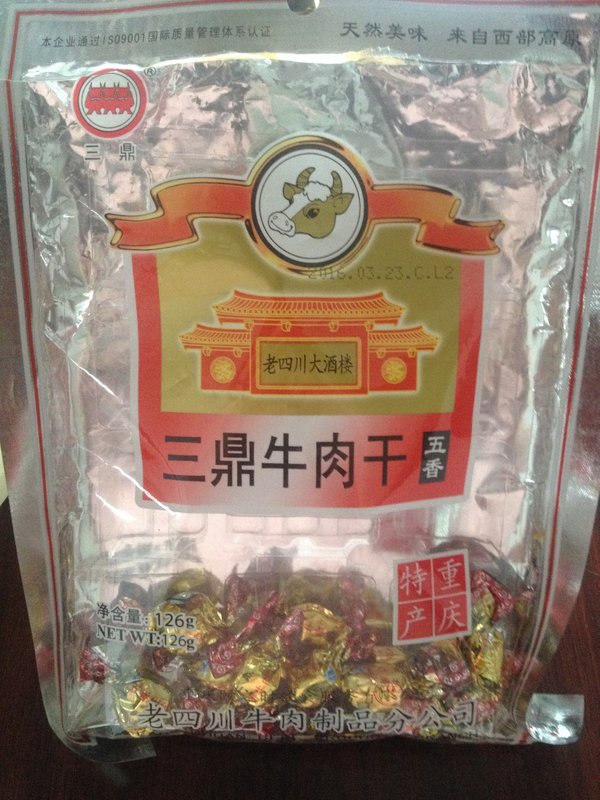 本企业通过ISO9001国际质量管理体系认证
天然美味 来自西部高原
®
三鼎
2016.03.23.C.L2
老四川大酒楼
三鼎牛肉干
五香
重庆
特产
净含量:126g
NET WT:126g
老四川牛肉制品分公司